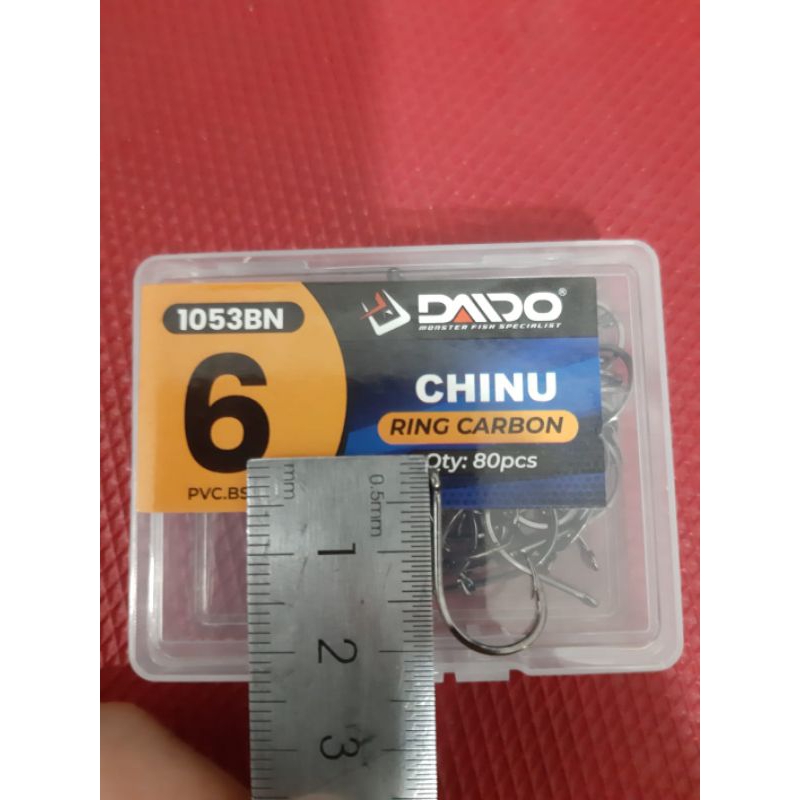 1053BN
6
PVC.BS
DAIDO®
MONSTER FISH SPECIALIST
CHINU
RING CARBON
Qty: 80pcs
mm
0.5mm
1
2
3